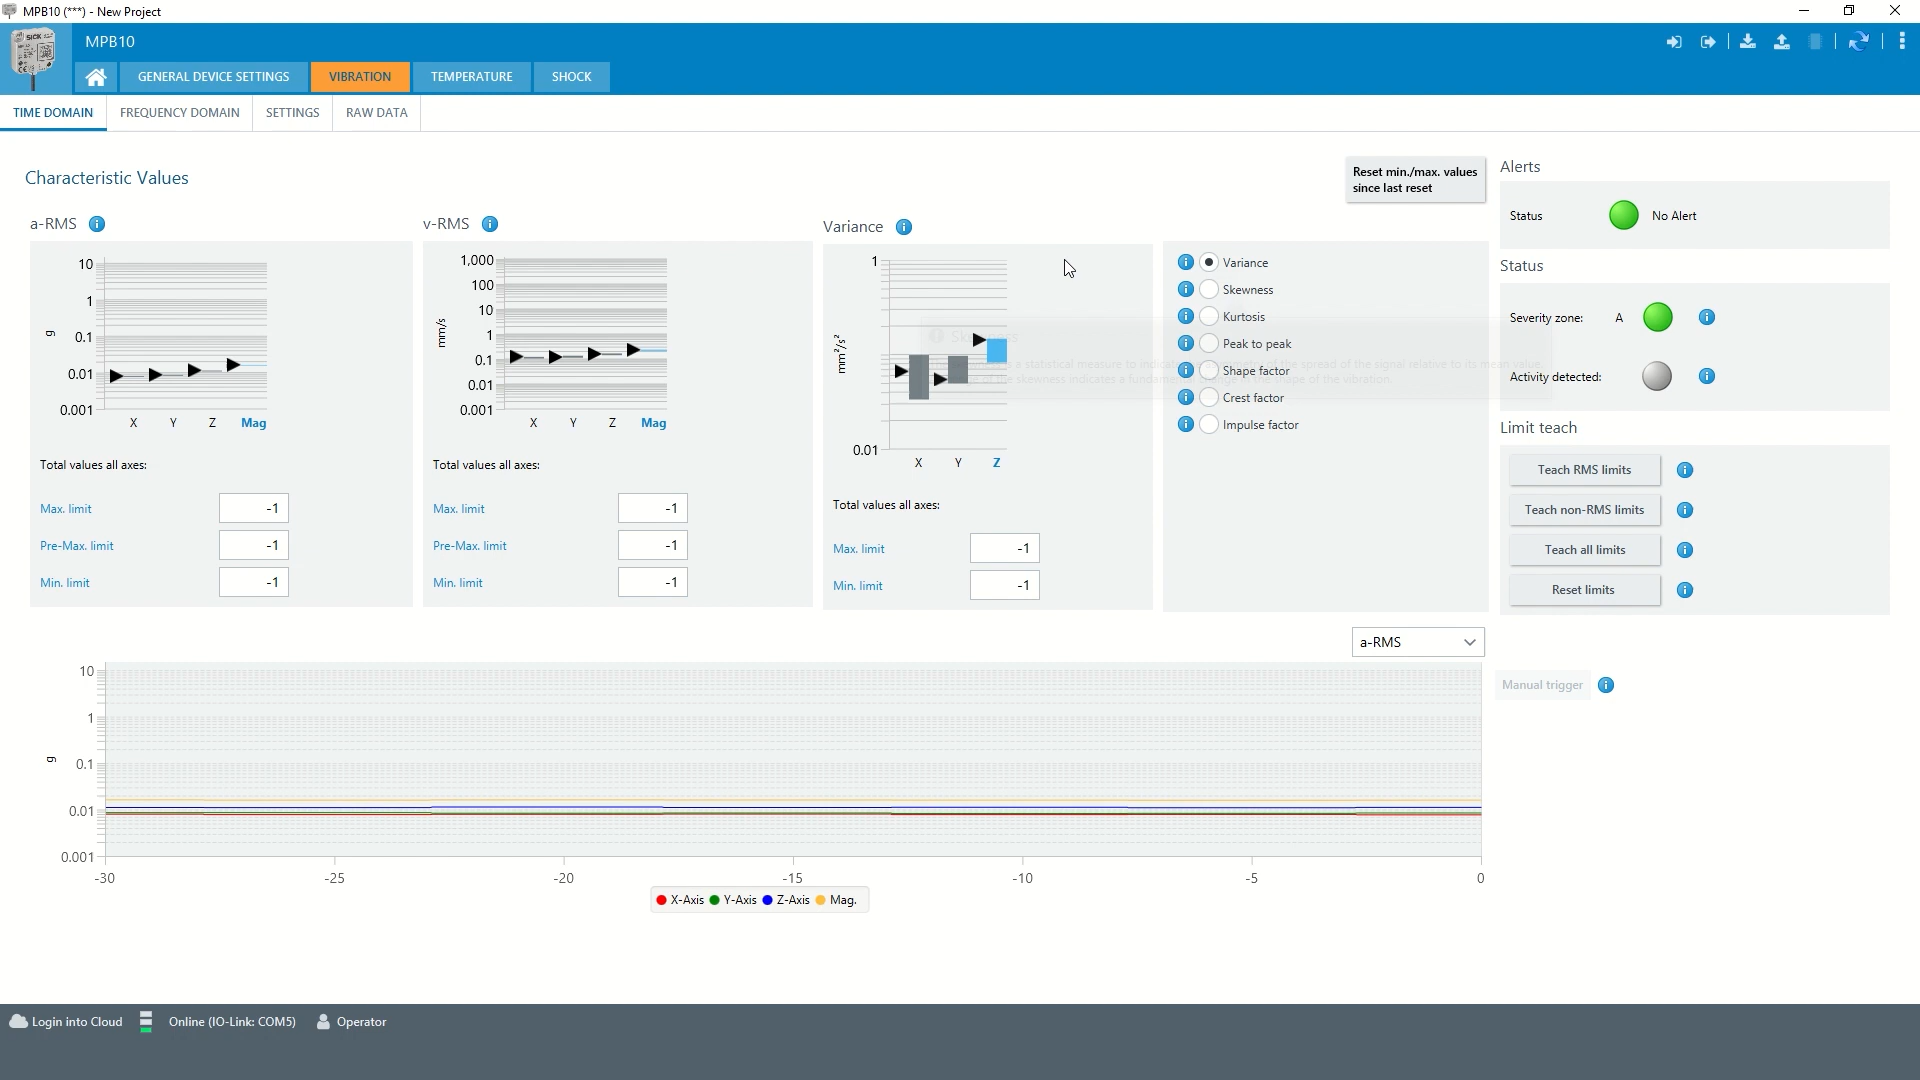 MPB10 (***) - New Project
SICK
MPB10
GENERAL DEVICE SETTINGS
VIBRATION
TEMPERATURE
SHOCK
TIME DOMAIN
FREQUENCY DOMAIN
SETTINGS
RAW DATA
Characteristic Values
Reset min./max. values
since last reset
a-RMS
10
1
0.1
0.01
0.001
g
X Y Z Mag
Total values all axes:
Max. limit -1
Pre-Max. limit -1
Min. limit -1
v-RMS
1,000
100
10
1
0.1
0.01
0.001
mm/s
X Y Z Mag
Total values all axes:
Max. limit -1
Pre-Max. limit -1
Min. limit -1
Variance
1
0.01
mm²/s²
X Y Z
Total values all axes:
Max. limit -1
Min. limit -1
Variance
Skewness
Kurtosis
Peak to peak
Shape factor
Crest factor
Impulse factor
Alerts
Status No Alert
Status
Severity zone: A
Activity detected:
Limit teach
Teach RMS limits
Teach non-RMS limits
Teach all limits
Reset limits
a-RMS
Manual trigger
10
1
0.1
0.01
0.001
g
-30 -25 -20 -15 -10 -5 0
X-Axis Y-Axis Z-Axis Mag.
Login into Cloud Online (IO-Link: COM5) Operator